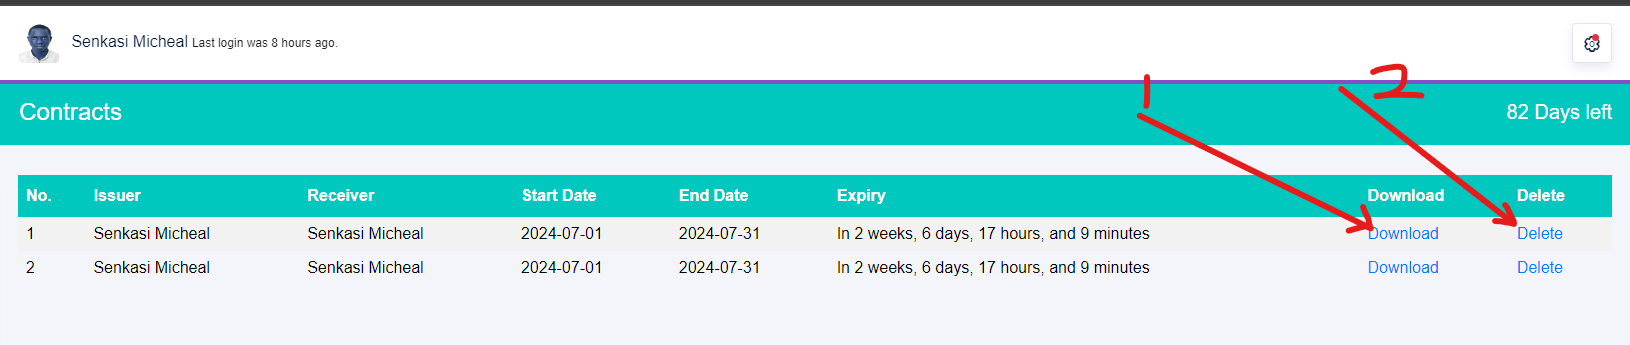 Senkasi Micheal Last login was 8 hours ago.
1 2
Contracts 82 Days left
No. Issuer Receiver Start Date End Date Expiry Download Delete
1 Senkasi Micheal Senkasi Micheal 2024-07-01 2024-07-31 In 2 weeks, 6 days, 17 hours, and 9 minutes Download Delete
2 Senkasi Micheal Senkasi Micheal 2024-07-01 2024-07-31 In 2 weeks, 6 days, 17 hours, and 9 minutes Download Delete